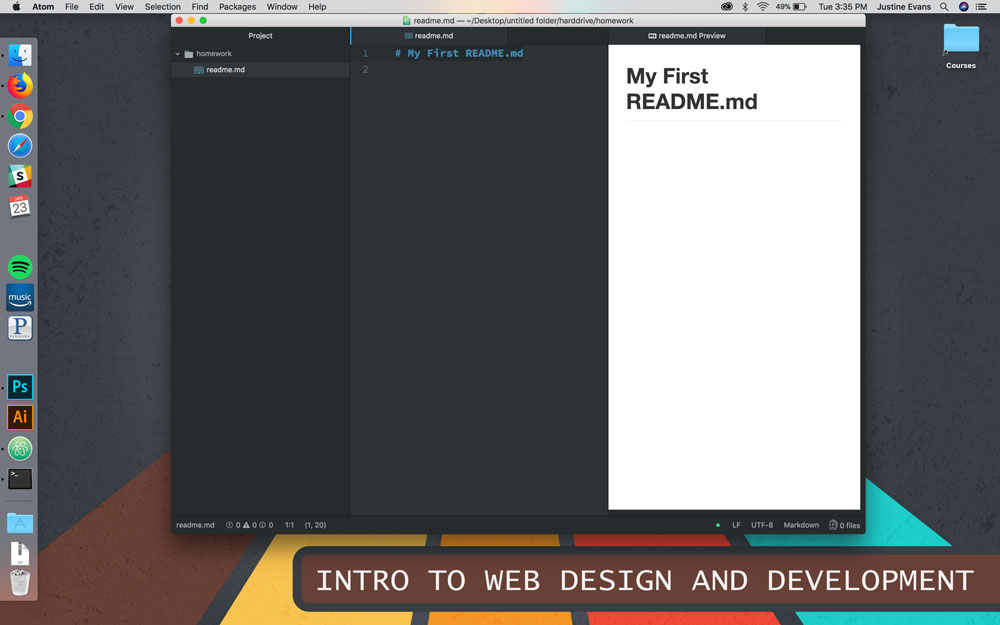 Atom File Edit View Selection Find Packages Window Help 49% Tue 3:35 PM Justine Evans
readme.md — ~/Desktop/untitled folder/harddrive/homework
Project readme.md readme.md Preview
homework
readme.md
1 # My First README.md
2
My First
README.md
Courses
S
23
music
P
Ps
Ai
>_
readme.md 0 0 0 1:1 (1, 20) LF UTF-8 Markdown 0 files
INTRO TO WEB DESIGN AND DEVELOPMENT